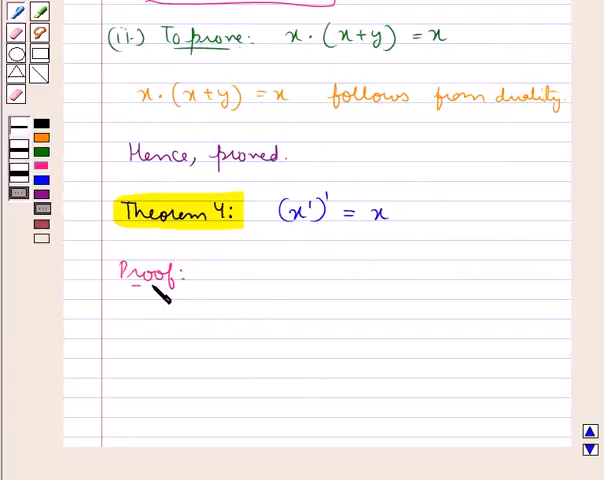 (ii.) To prove: x · (x+y) = x
x · (x+y) = x follows from duality.
Hence, proved.
Theorem 4: (x')' = x
Proof: